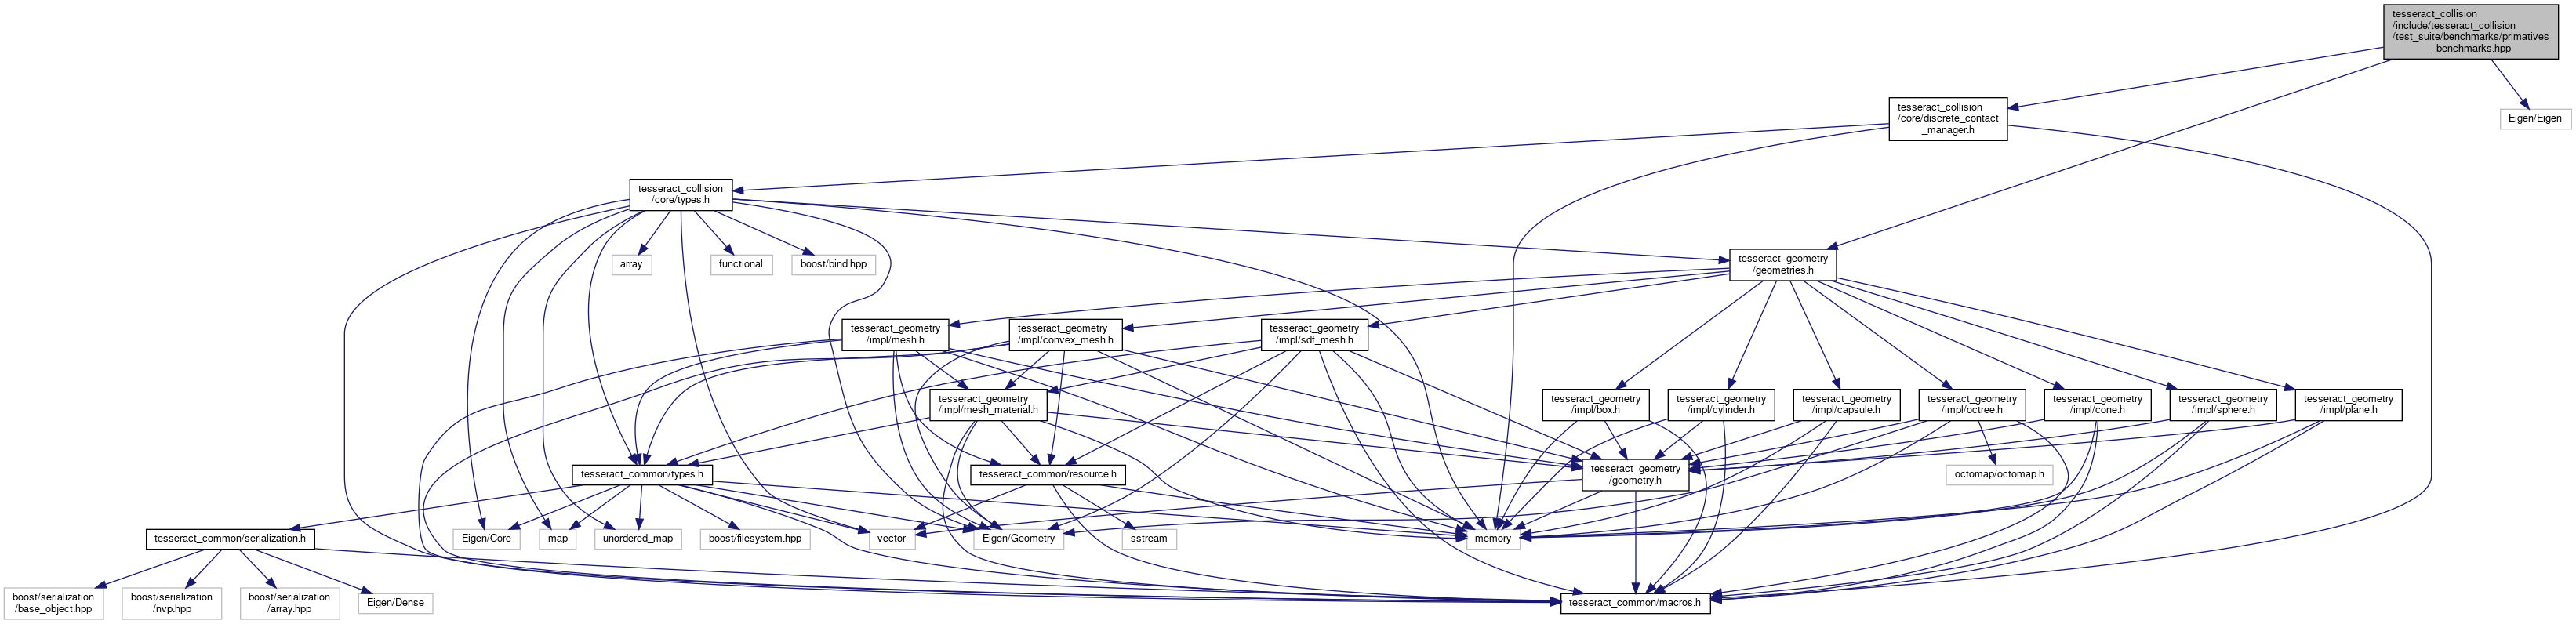 tesseract_collision
/include/tesseract_collision
/test_suite/benchmarks/primatives
_benchmarks.hpp
tesseract_collision
/core/discrete_contact
_manager.h
Eigen/Eigen
tesseract_collision
/core/types.h
array
functional
boost/bind.hpp
tesseract_geometry
/geometries.h
tesseract_geometry
/impl/mesh.h
tesseract_geometry
/impl/convex_mesh.h
tesseract_geometry
/impl/sdf_mesh.h
tesseract_geometry
/impl/mesh_material.h
tesseract_geometry
/impl/box.h
tesseract_geometry
/impl/cylinder.h
tesseract_geometry
/impl/capsule.h
tesseract_geometry
/impl/octree.h
tesseract_geometry
/impl/cone.h
tesseract_geometry
/impl/sphere.h
tesseract_geometry
/impl/plane.h
tesseract_common/types.h
tesseract_common/resource.h
tesseract_geometry
/geometry.h
octomap/octomap.h
tesseract_common/serialization.h
Eigen/Core
map
unordered_map
boost/filesystem.hpp
vector
Eigen/Geometry
sstream
memory
boost/serialization
/base_object.hpp
boost/serialization
/nvp.hpp
boost/serialization
/array.hpp
Eigen/Dense
tesseract_common/macros.h